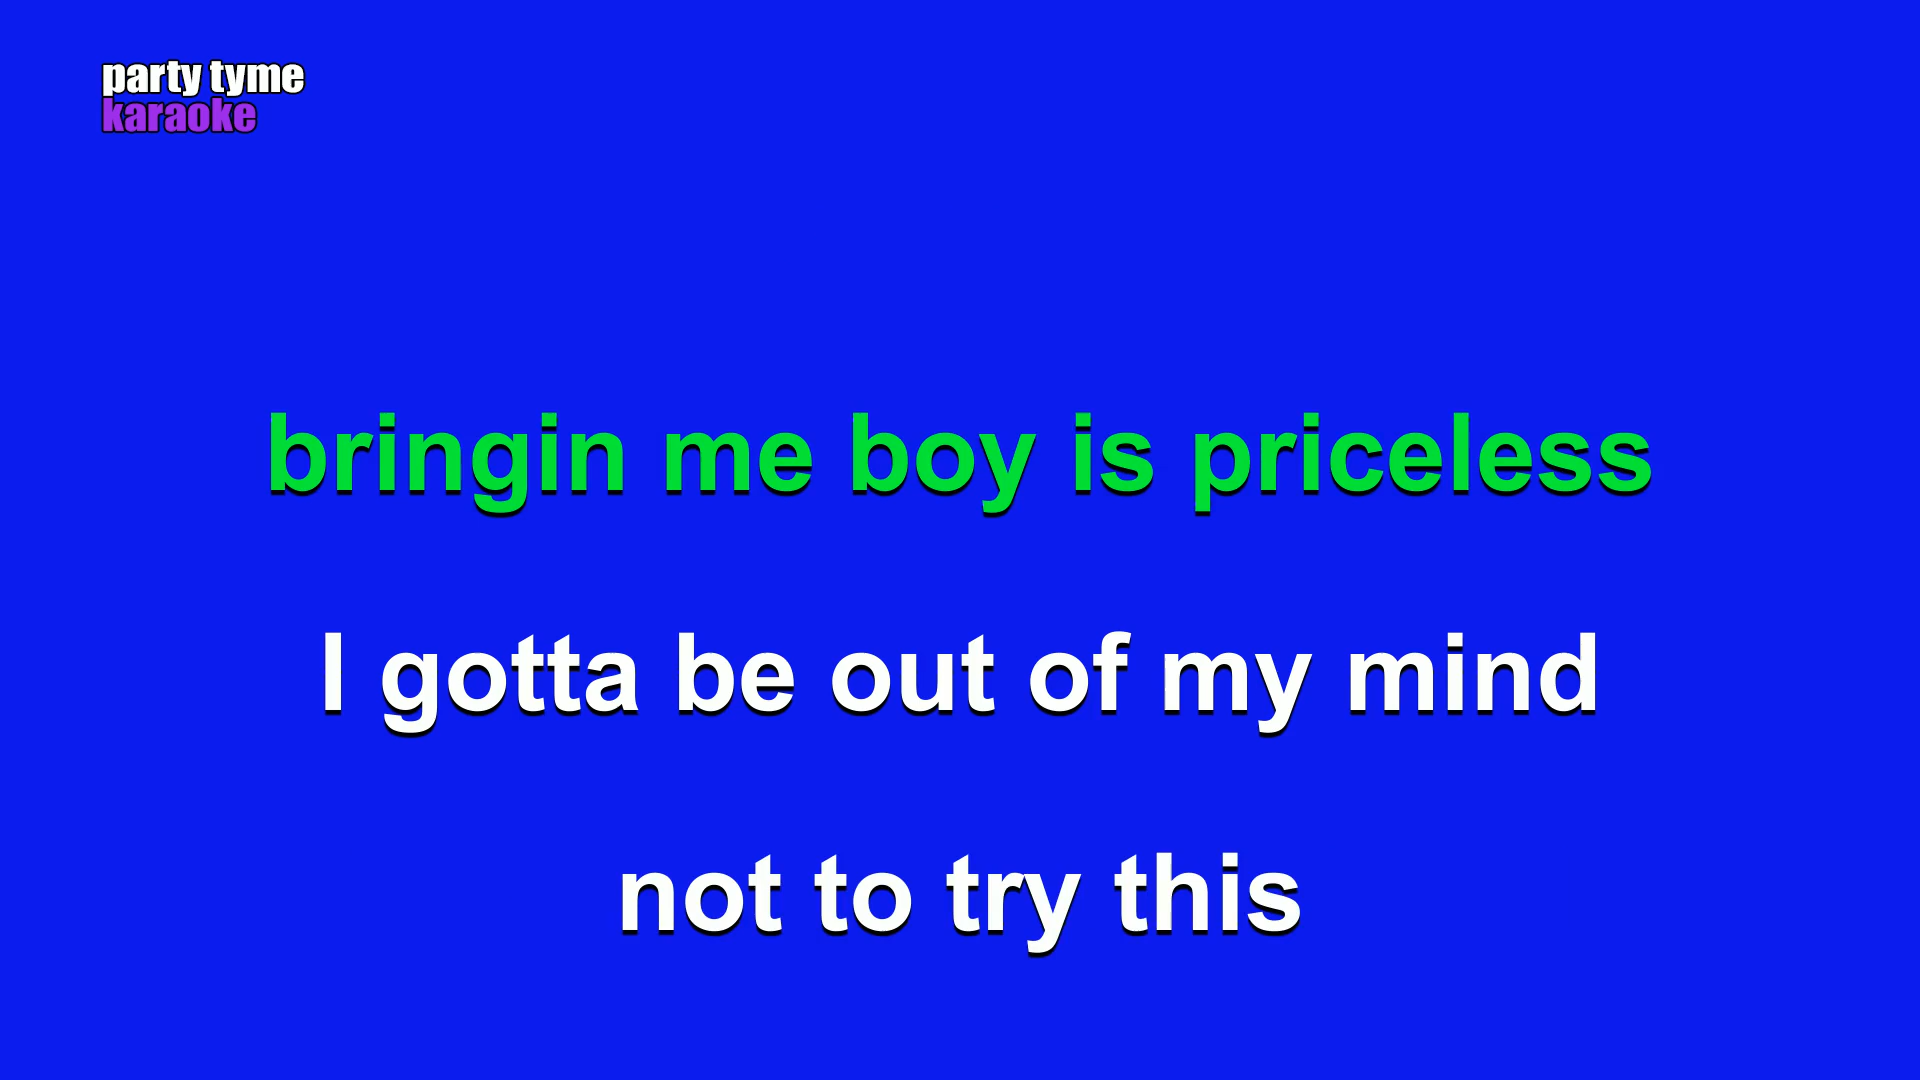 party tyme
karaoke
bringin me boy is priceless
I gotta be out of my mind
not to try this